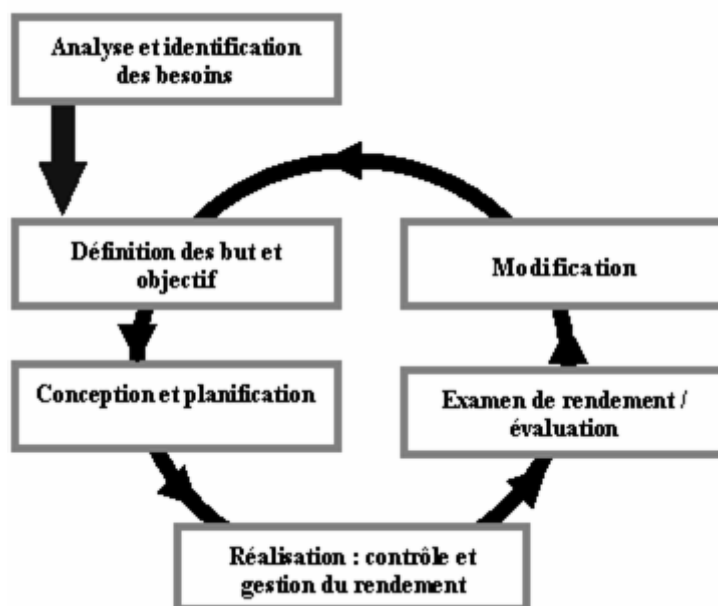 Analyse et identification
des besoins
Définition des but et
objectif
Modification
Conception et planification
Examen de rendement /
évaluation
Réalisation : contrôle et
gestion du rendement